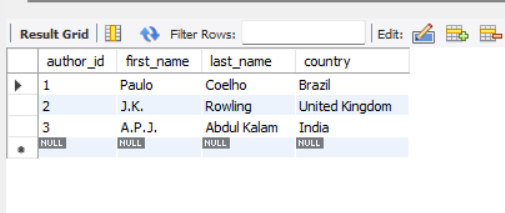 Result Grid Filter Rows: Edit:
author_id first_name last_name country
1 Paulo Coelho Brazil
2 J.K. Rowling United Kingdom
3 A.P.J. Abdul Kalam India
NULL NULL NULL NULL